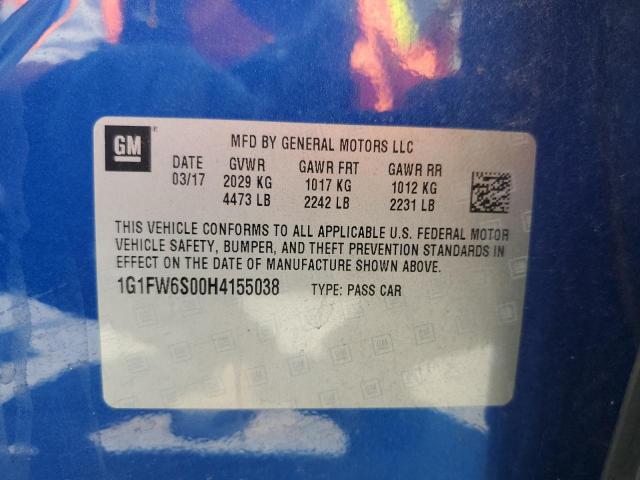 GM
MFD BY GENERAL MOTORS LLC
DATE GVWR GAWR FRT GAWR RR
03/17 2029 KG 1017 KG 1012 KG
4473 LB 2242 LB 2231 LB
THIS VEHICLE CONFORMS TO ALL APPLICABLE U.S. FEDERAL MOTOR
VEHICLE SAFETY, BUMPER, AND THEFT PREVENTION STANDARDS IN
EFFECT ON THE DATE OF MANUFACTURE SHOWN ABOVE.
1G1FW6S00H4155038 TYPE: PASS CAR